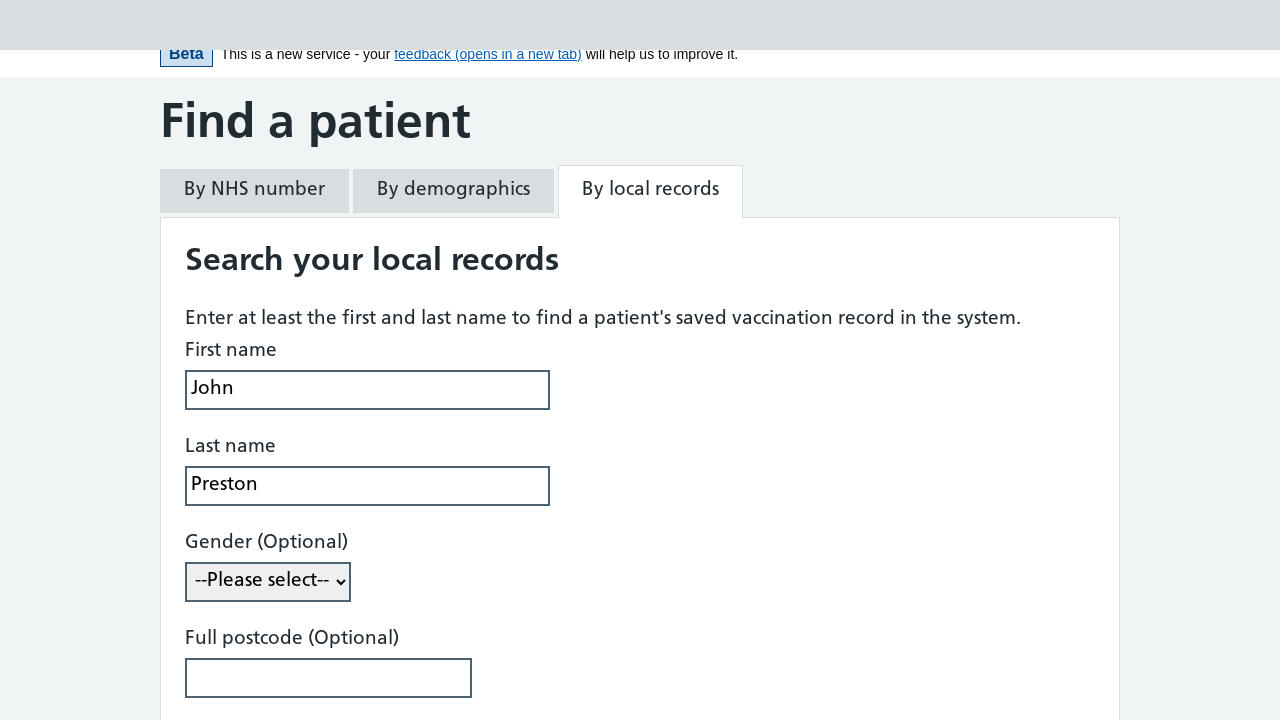 Beta This is a new service - your feedback (opens in a new tab) will help us to improve it.
Find a patient
By NHS number By demographics By local records
Search your local records
Enter at least the first and last name to find a patient's saved vaccination record in the system.
First name
John
Last name
Preston
Gender (Optional)
--Please select--
Full postcode (Optional)